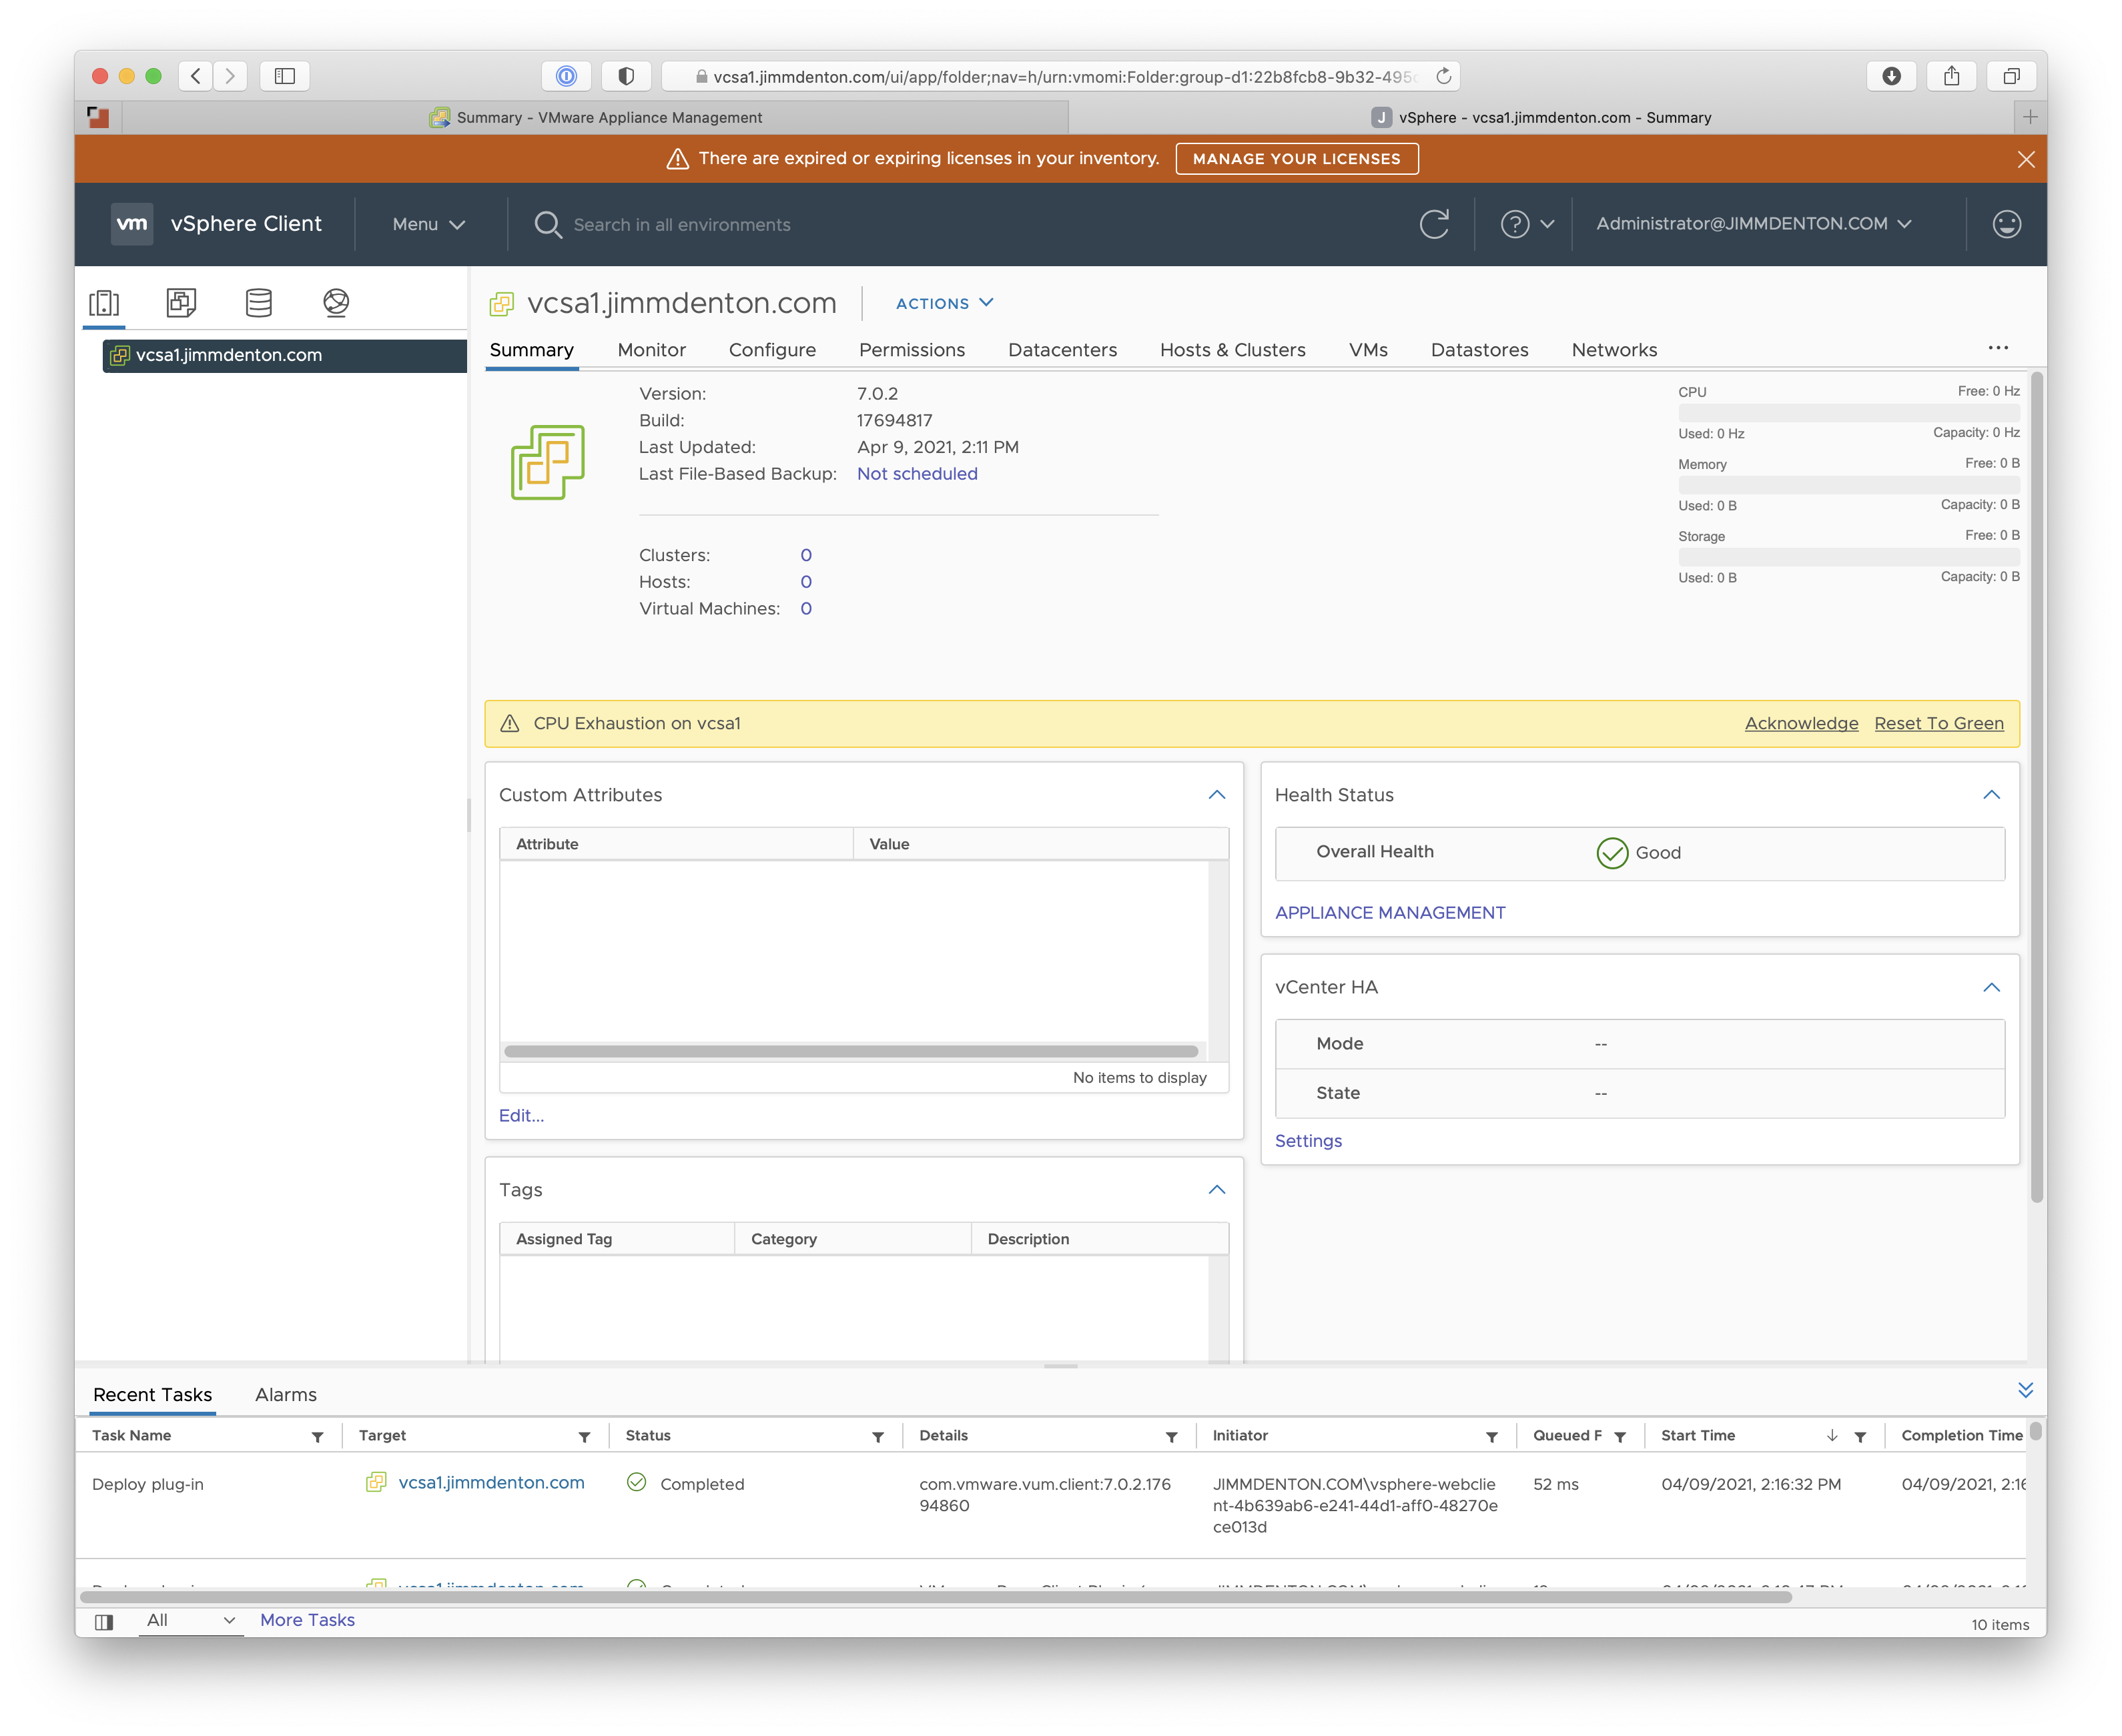 vcsa1.jimmdenton.com/ui/app/folder;nav=h/urn:vmomi:Folder:group-d1:22b8fcb8-9b32-495
Summary - VMware Appliance Management
J vSphere - vcsa1.jimmdenton.com - Summary
There are expired or expiring licenses in your inventory. MANAGE YOUR LICENSES
vm vSphere Client Menu Search in all environments Administrator@JIMMDENTON.COM
vcsa1.jimmdenton.com
vcsa1.jimmdenton.com ACTIONS
Summary Monitor Configure Permissions Datacenters Hosts & Clusters VMs Datastores Networks
Version: 7.0.2
Build: 17694817
Last Updated: Apr 9, 2021, 2:11 PM
Last File-Based Backup: Not scheduled
Clusters: 0
Hosts: 0
Virtual Machines: 0
CPU Free: 0 Hz
Used: 0 Hz Capacity: 0 Hz
Memory Free: 0 B
Used: 0 B Capacity: 0 B
Storage Free: 0 B
Used: 0 B Capacity: 0 B
CPU Exhaustion on vcsa1 Acknowledge Reset To Green
Custom Attributes
Attribute Value
No items to display
Edit...
Tags
Assigned Tag Category Description
Health Status
Overall Health Good
APPLIANCE MANAGEMENT
vCenter HA
Mode --
State --
Settings
Recent Tasks Alarms
Task Name Target Status Details Initiator Queued F Start Time Completion Time
Deploy plug-in vcsa1.jimmdenton.com Completed com.vmware.vum.client:7.0.2.176 JIMMDENTON.COM\vsphere-webclie 52 ms 04/09/2021, 2:16:32 PM 04/09/2021, 2:16
94860 nt-4b639ab6-e241-44d1-aff0-48270e
ce013d
All More Tasks 10 items